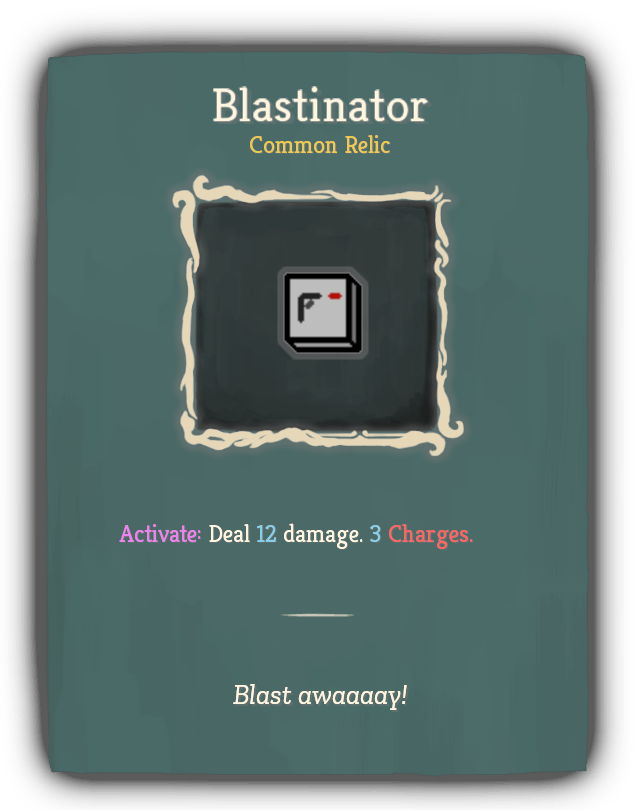 Blastinator
Common Relic
Activate: Deal 12 damage. 3 Charges.
Blast awaaaay!